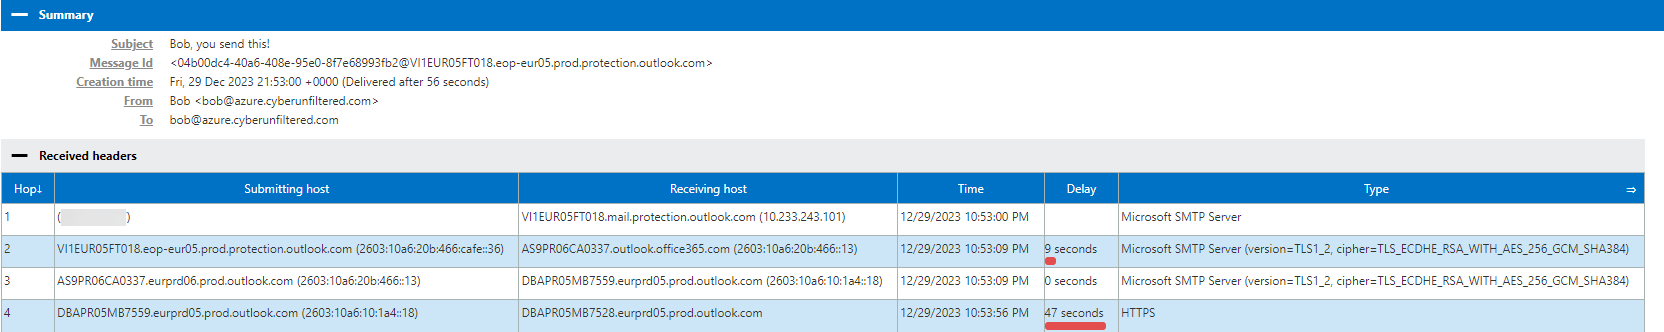 Summary
Subject Bob, you send this!
Message Id <04b00dc4-40a6-408e-95e0-8f7e68993fb2@VI1EUR05FT018.eop-eur05.prod.protection.outlook.com>
Creation time Fri, 29 Dec 2023 21:53:00 +0000 (Delivered after 56 seconds)
From Bob <bob@azure.cyberunfiltered.com>
To bob@azure.cyberunfiltered.com
Received headers
Hop↓ Submitting host Receiving host Time Delay Type ⇒
1 ( ) VI1EUR05FT018.mail.protection.outlook.com (10.233.243.101) 12/29/2023 10:53:00 PM Microsoft SMTP Server
2 VI1EUR05FT018.eop-eur05.prod.protection.outlook.com (2603:10a6:20b:466:cafe::36) AS9PR06CA0337.outlook.office365.com (2603:10a6:20b:466::13) 12/29/2023 10:53:09 PM 9 seconds Microsoft SMTP Server (version=TLS1_2, cipher=TLS_ECDHE_RSA_WITH_AES_256_GCM_SHA384)
3 AS9PR06CA0337.eurprd06.prod.outlook.com (2603:10a6:20b:466::13) DBAPR05MB7559.eurprd05.prod.outlook.com (2603:10a6:10:1a4::18) 12/29/2023 10:53:09 PM 0 seconds Microsoft SMTP Server (version=TLS1_2, cipher=TLS_ECDHE_RSA_WITH_AES_256_GCM_SHA384)
4 DBAPR05MB7559.eurprd05.prod.outlook.com (2603:10a6:10:1a4::18) DBAPR05MB7528.eurprd05.prod.outlook.com 12/29/2023 10:53:56 PM 47 seconds HTTPS